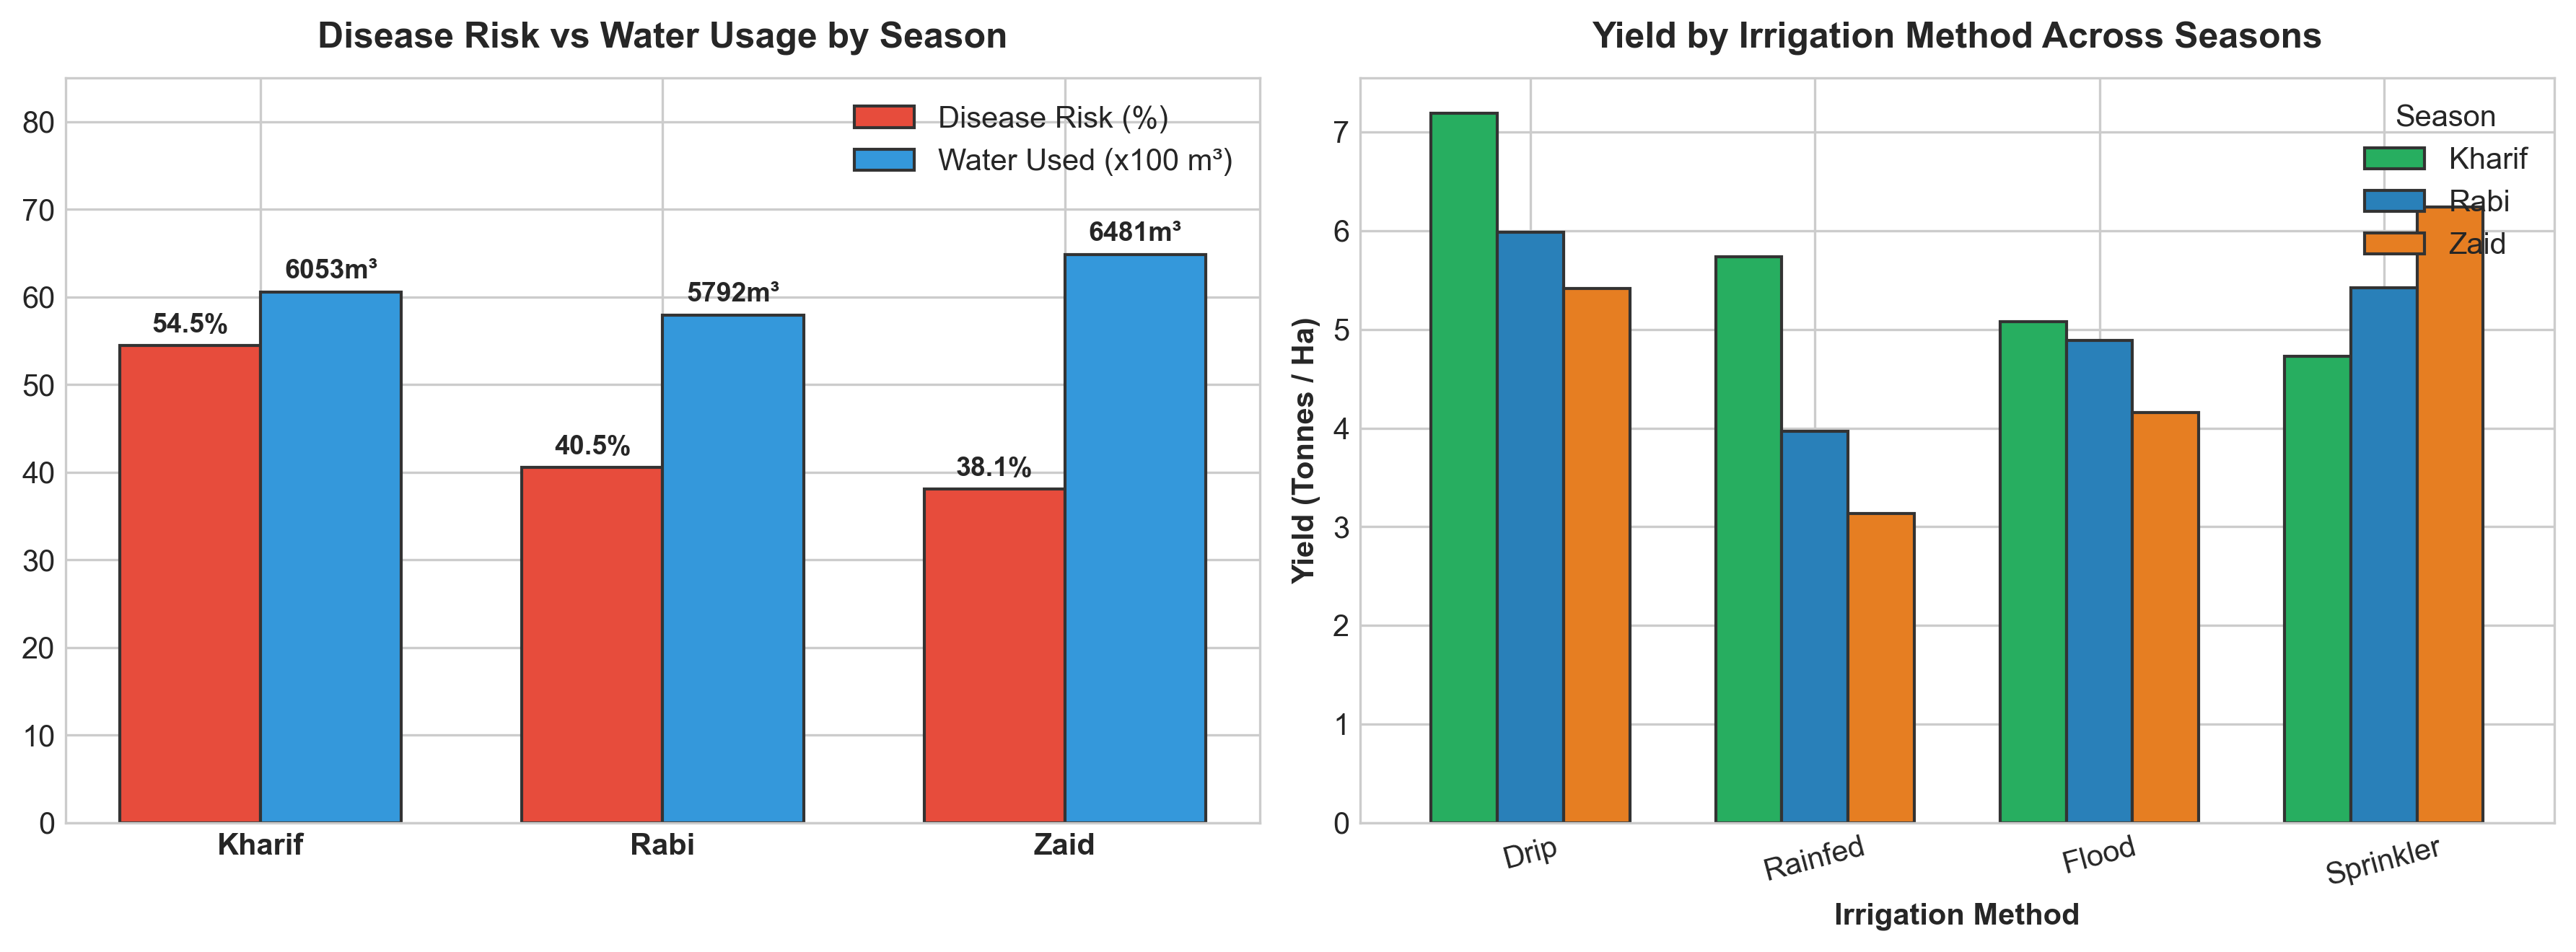 Disease Risk vs Water Usage by Season
Disease Risk (%)
Water Used (x100 m³)
80
70
60
50
40
30
20
10
0
54.5%
6053m³
40.5%
5792m³
38.1%
6481m³
Kharif
Rabi
Zaid
Yield by Irrigation Method Across Seasons
Season
Kharif
Rabi
Zaid
Yield (Tonnes / Ha)
7
6
5
4
3
2
1
0
Drip
Rainfed
Flood
Sprinkler
Irrigation Method